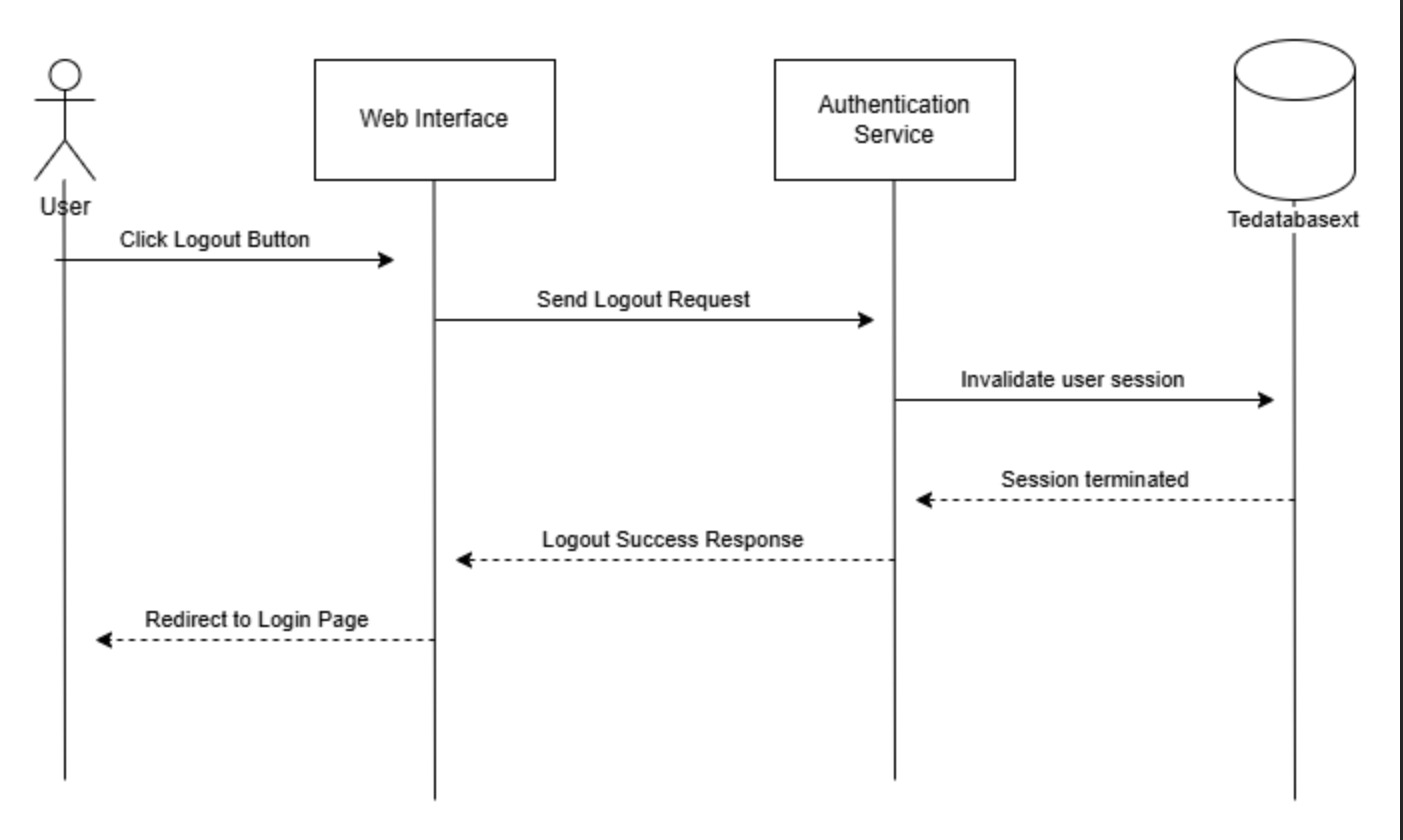 Web Interface
Authentication
Service
User
Tedatabasext
Click Logout Button
Send Logout Request
Invalidate user session
Session terminated
Logout Success Response
Redirect to Login Page